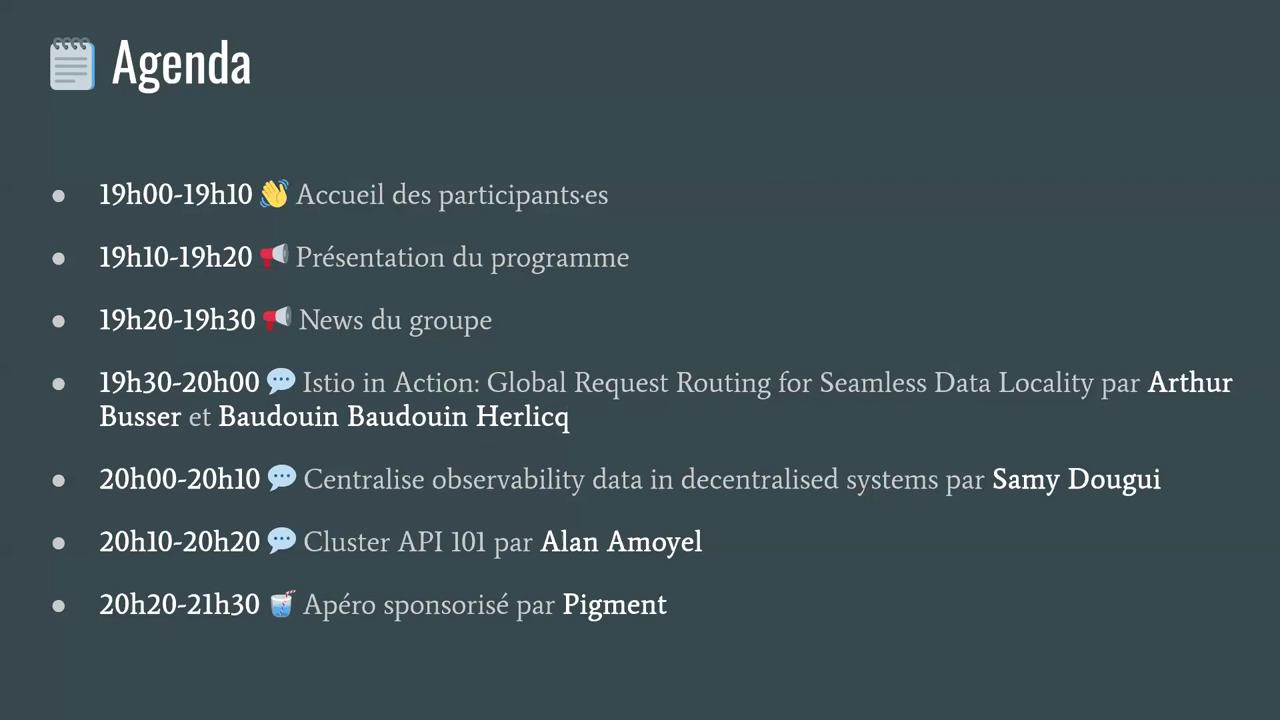 Agenda
19h00-19h10 👋 Accueil des participants·es
19h10-19h20 📢 Présentation du programme
19h20-19h30 📢 News du groupe
19h30-20h00 💬 Istio in Action: Global Request Routing for Seamless Data Locality par Arthur
Busser et Baudouin Baudouin Herlicq
20h00-20h10 💬 Centralise observability data in decentralised systems par Samy Dougui
20h10-20h20 💬 Cluster API 101 par Alan Amoyel
20h20-21h30 🥤 Apéro sponsorisé par Pigment